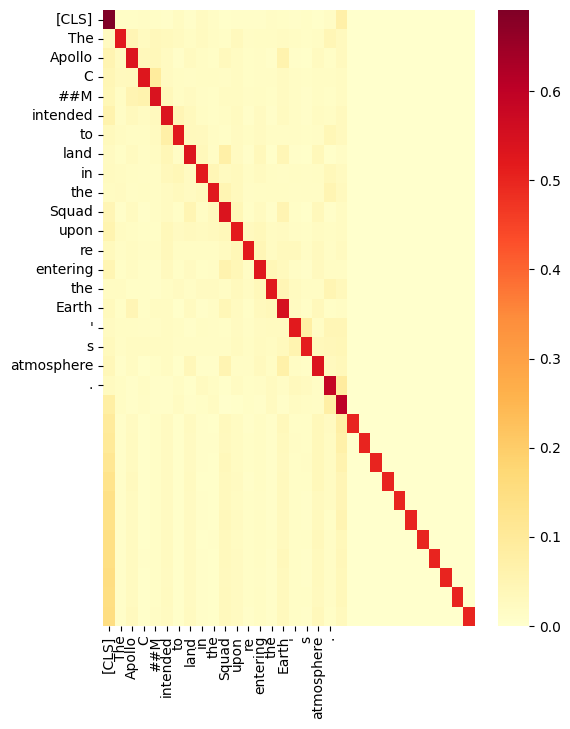 [CLS]
The
Apollo
C
##M
intended
to
land
in
the
Squad
upon
re
entering
the
Earth
'
s
atmosphere
.
[CLS]
The
Apollo
C
##M
intended
to
land
in
the
Squad
upon
re
entering
the
Earth
'
s
atmosphere
.
0.6
0.5
0.4
0.3
0.2
0.1
0.0